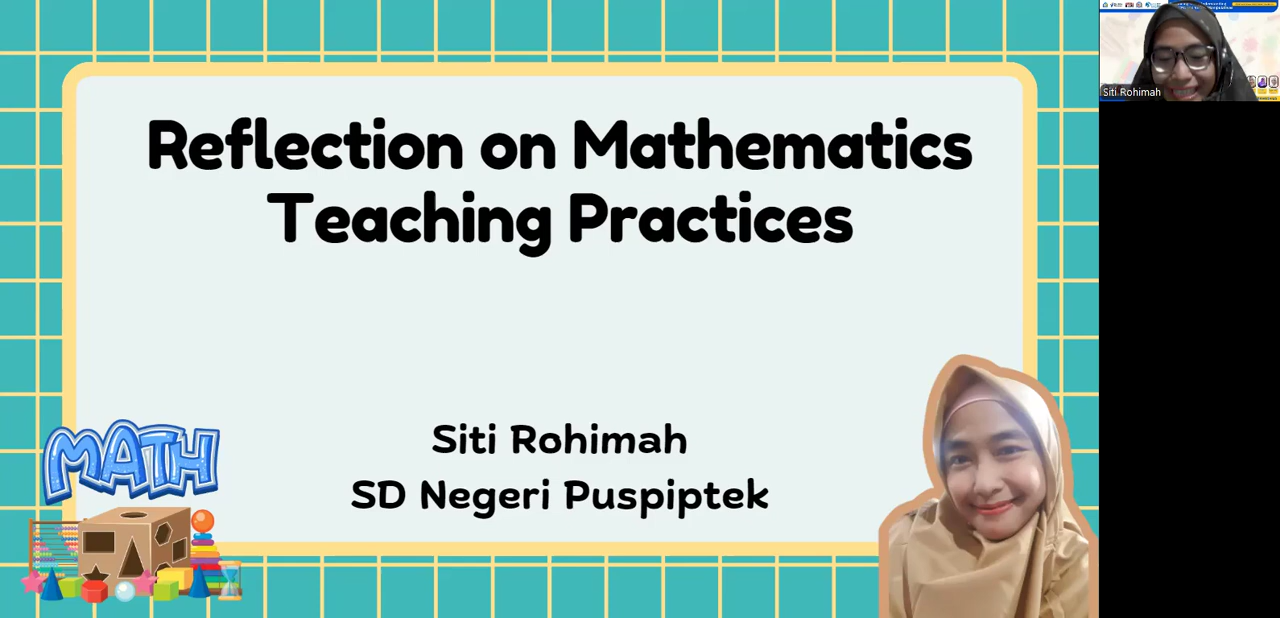 Reflection on Mathematics
Teaching Practices
Siti Rohimah
SD Negeri Puspiptek
MATH
Siti Rohimah